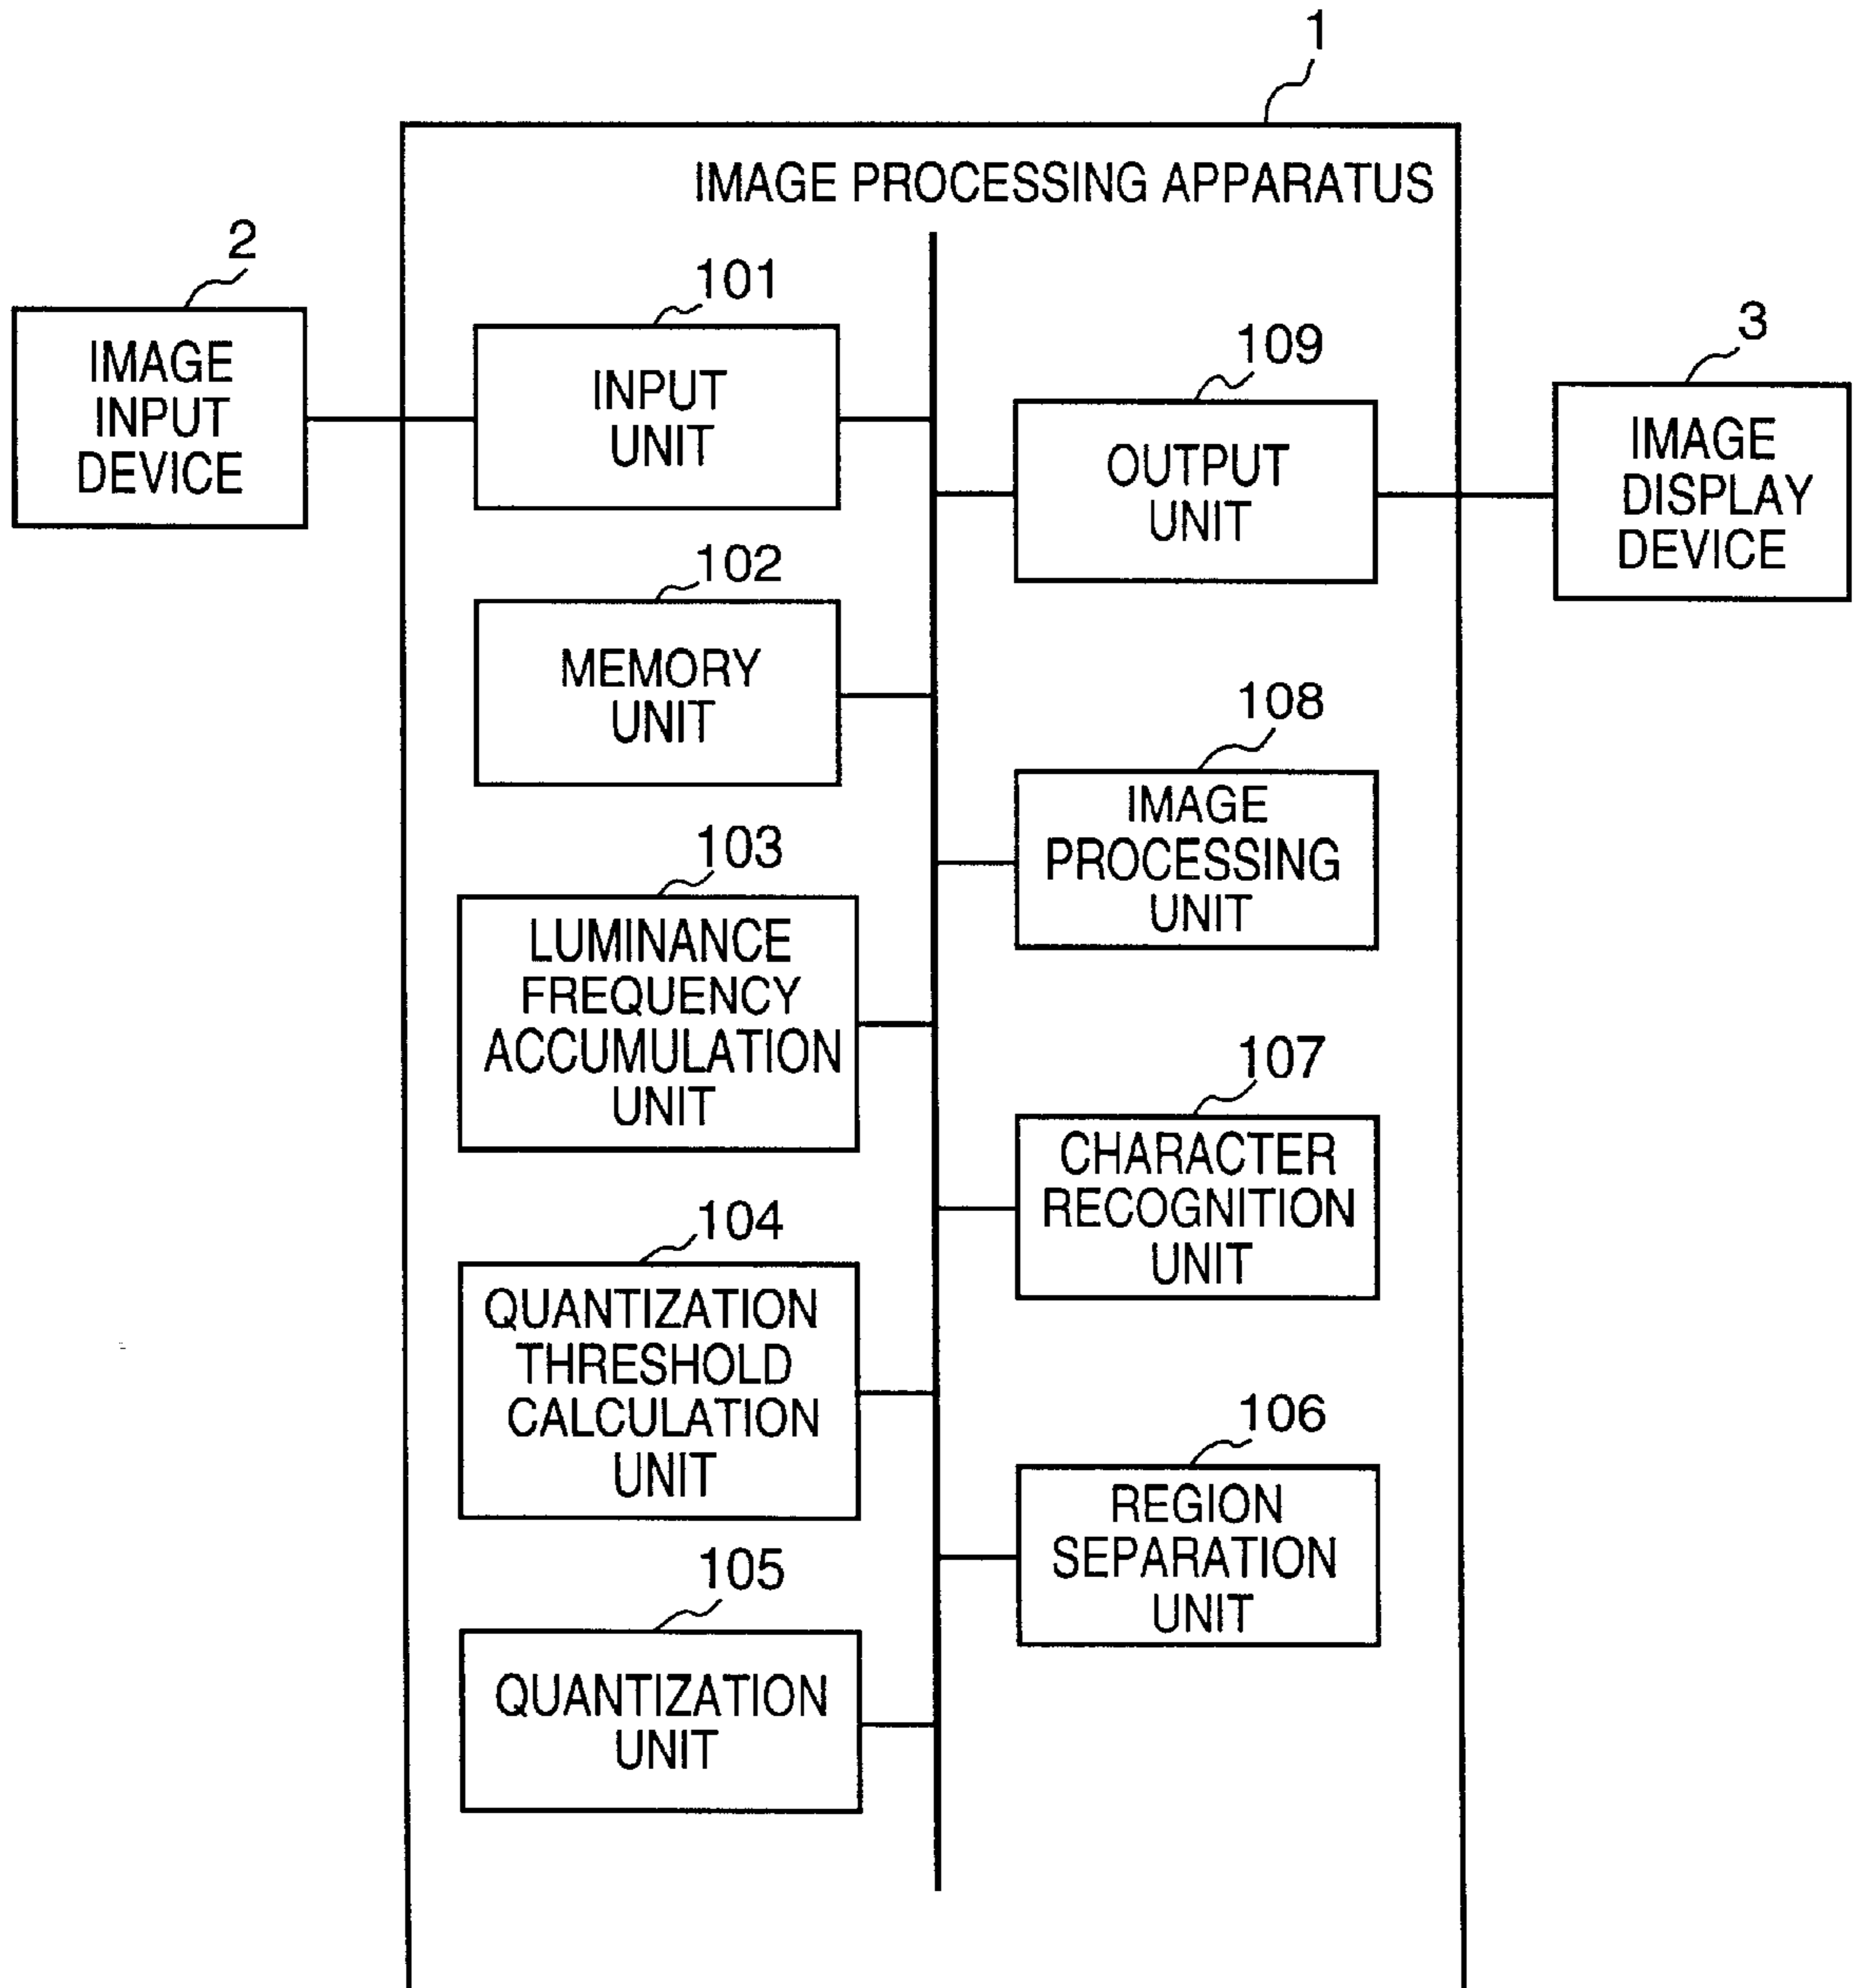 1
IMAGE PROCESSING APPARATUS
2
IMAGE
INPUT
DEVICE
101
INPUT
UNIT
102
MEMORY
UNIT
103
LUMINANCE
FREQUENCY
ACCUMULATION
UNIT
104
QUANTIZATION
THRESHOLD
CALCULATION
UNIT
105
QUANTIZATION
UNIT
109
OUTPUT
UNIT
108
IMAGE
PROCESSING
UNIT
107
CHARACTER
RECOGNITION
UNIT
106
REGION
SEPARATION
UNIT
3
IMAGE
DISPLAY
DEVICE